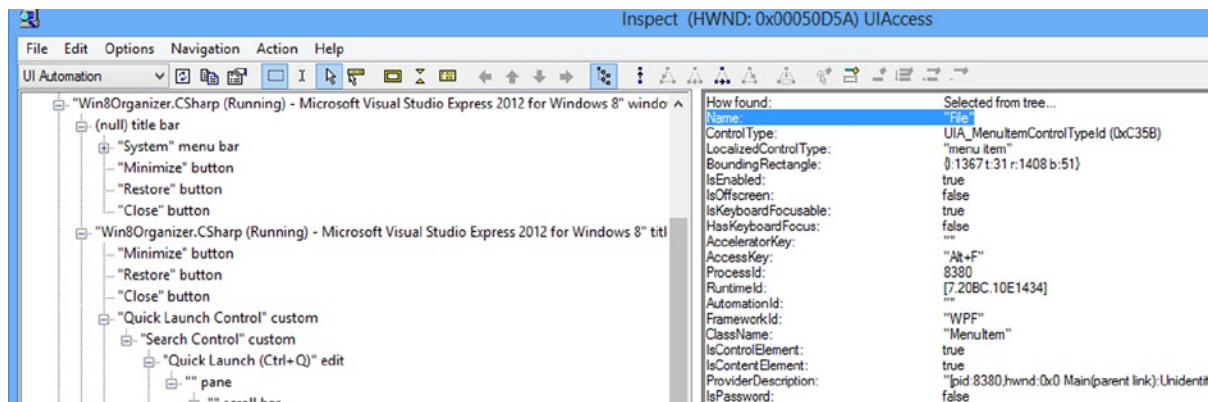 Inspect (HWND: 0x00050D5A) UIAccess
File Edit Options Navigation Action Help
UI Automation
"Win8Organizer.CSharp (Running) - Microsoft Visual Studio Express 2012 for Windows 8" windo
(null) title bar
"System" menu bar
"Minimize" button
"Restore" button
"Close" button
"Win8Organizer.CSharp (Running) - Microsoft Visual Studio Express 2012 for Windows 8" titl
"Minimize" button
"Restore" button
"Close" button
"Quick Launch Control" custom
"Search Control" custom
"Quick Launch (Ctrl+Q)" edit
"" pane
"" scroll bar
How found: Selected from tree...
Name: "File"
ControlType: UIA_MenuItemControlTypeId (0xC35B)
LocalizedControlType: "menu item"
BoundingRectangle: {l:1367 t:31 r:1408 b:51}
IsEnabled: true
IsOffscreen: false
IsKeyboardFocusable: true
HasKeyboardFocus: false
AcceleratorKey: ""
AccessKey: "Alt+F"
ProcessId: 8380
RuntimeId: [7.20BC.10E1434]
AutomationId: ""
FrameworkId: "WPF"
ClassName: "MenuItem"
IsControlElement: true
IsContentElement: true
ProviderDescription: "[pid:8380,hwnd:0x0 Main(parent link):Unidentif
IsPassword: false